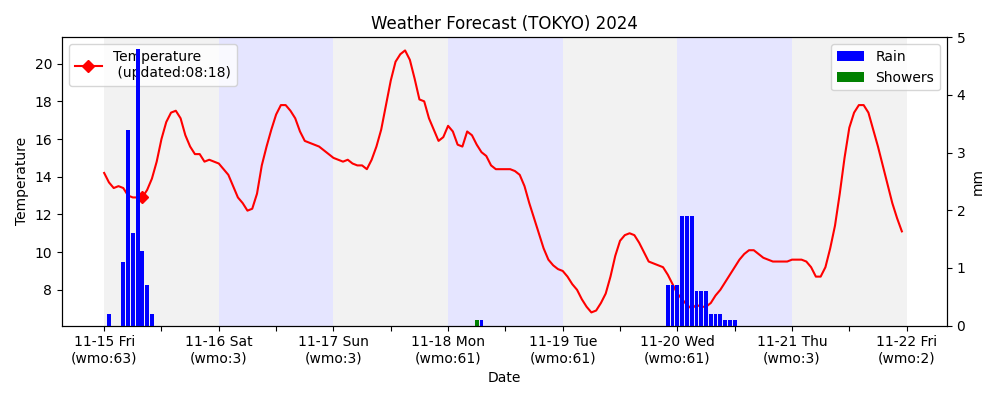 Weather Forecast (TOKYO) 2024
Temperature
(updated:08:18)
Rain
Showers
Temperature
20
18
16
14
12
10
8
5
4
3
2
1
0
mm
11-15 Fri
(wmo:63)
11-16 Sat
(wmo:3)
11-17 Sun
(wmo:3)
11-18 Mon
(wmo:61)
11-19 Tue
(wmo:61)
11-20 Wed
(wmo:61)
11-21 Thu
(wmo:3)
11-22 Fri
(wmo:2)
Date